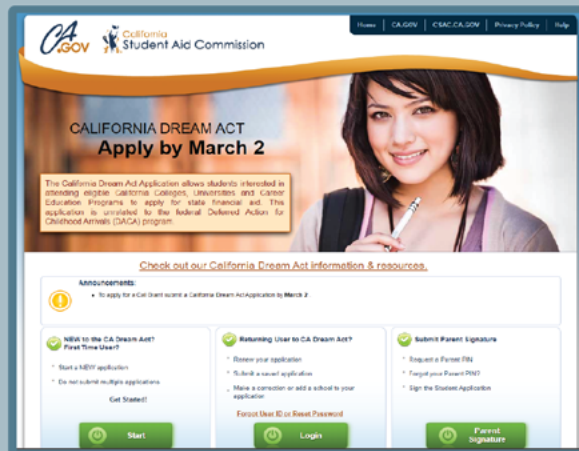 CA.GOV
California
Student Aid Commission
Home | CA.GOV | CSAC.CA.GOV | Privacy Policy | Help
CALIFORNIA DREAM ACT
Apply by March 2
The California Dream Act Application allows students interested in
attending eligible California Colleges, Universities and Career
Education Programs to apply for state financial aid. This
application is unrelated to the federal Deferred Action for
Childhood Arrivals (DACA) program.
Check out our California Dream Act information & resources.
Announcements:
To apply for a Cal Grant submit a California Dream Act Application by March 2
NEW to the CA Dream Act?
First Time User?
Start a NEW application
Do not submit multiple applications
Get Started!
Start
Returning User to CA Dream Act?
Renew your application
Submit a saved application
Make a correction or add a school to your
application
Forgot User ID or Reset Password
Login
Submit Parent Signature
Request a Parent PIN
Forgot your Parent PIN?
Sign the Student Application
Parent
Signature